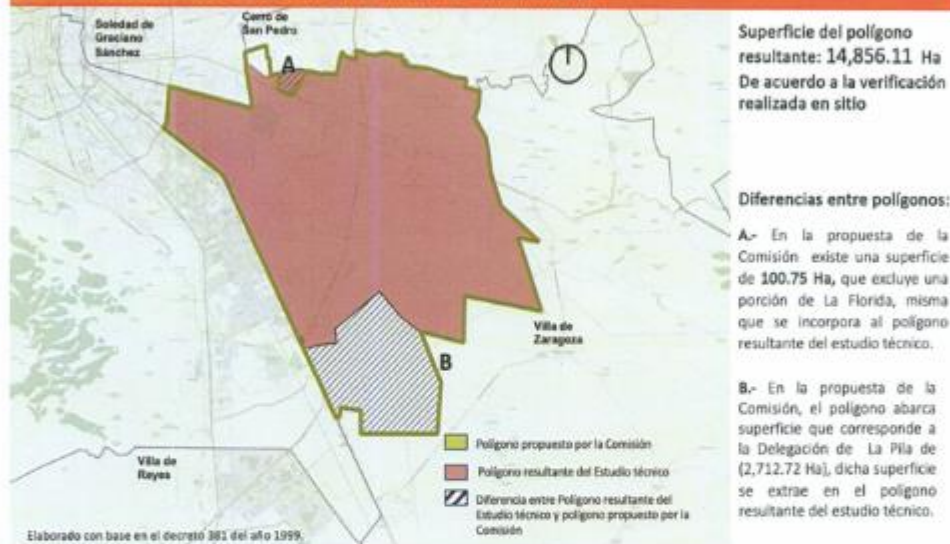 Soledad de
Graciano
Sánchez
Cerro de
San Pedro
A
Villa de
Zaragoza
B
Villa de
Reyes
Polígono propuesto por la Comisión
Polígono resultante del Estudio técnico
Diferencia entre Polígono resultante del
Estudio técnico y polígono propuesto por la
Comisión
Elaborado con base en el decreto 381 del año 1999.
Superficie del polígono
resultante: 14,856.11 Ha
De acuerdo a la verificación
realizada en sitio
Diferencias entre polígonos:
A.- En la propuesta de la
Comisión existe una superficie
de 100.75 Ha, que excluye una
porción de La Florida, misma
que se incorpora al polígono
resultante del estudio técnico.
B.- En la propuesta de la
Comisión, el polígono abarca
superficie que corresponde a
la Delegación de La Pila de
(2,712.72 Ha), dicha superficie
se extrae en el polígono
resultante del estudio técnico.